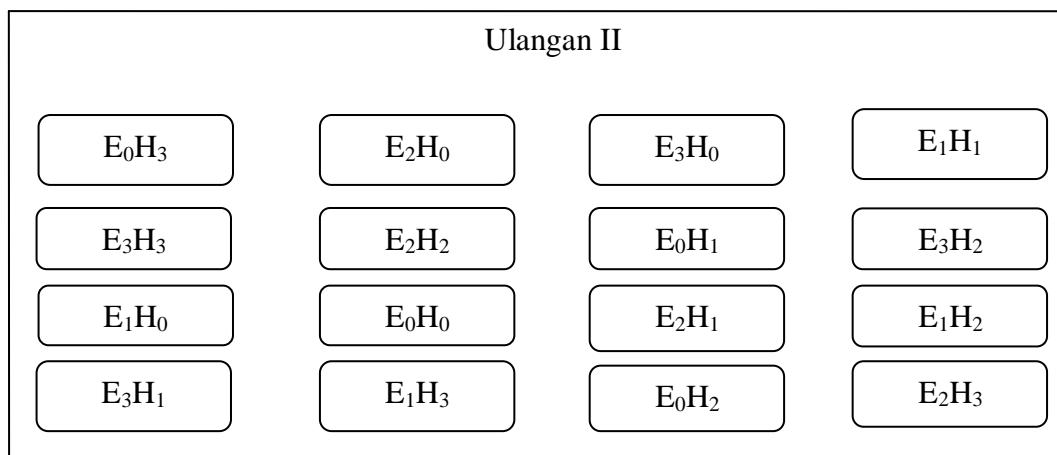 Ulangan II
E₀H₃ E₂H₀ E₃H₀ E₁H₁
E₃H₃ E₂H₂ E₀H₁ E₃H₂
E₁H₀ E₀H₀ E₂H₁ E₁H₂
E₃H₁ E₁H₃ E₀H₂ E₂H₃